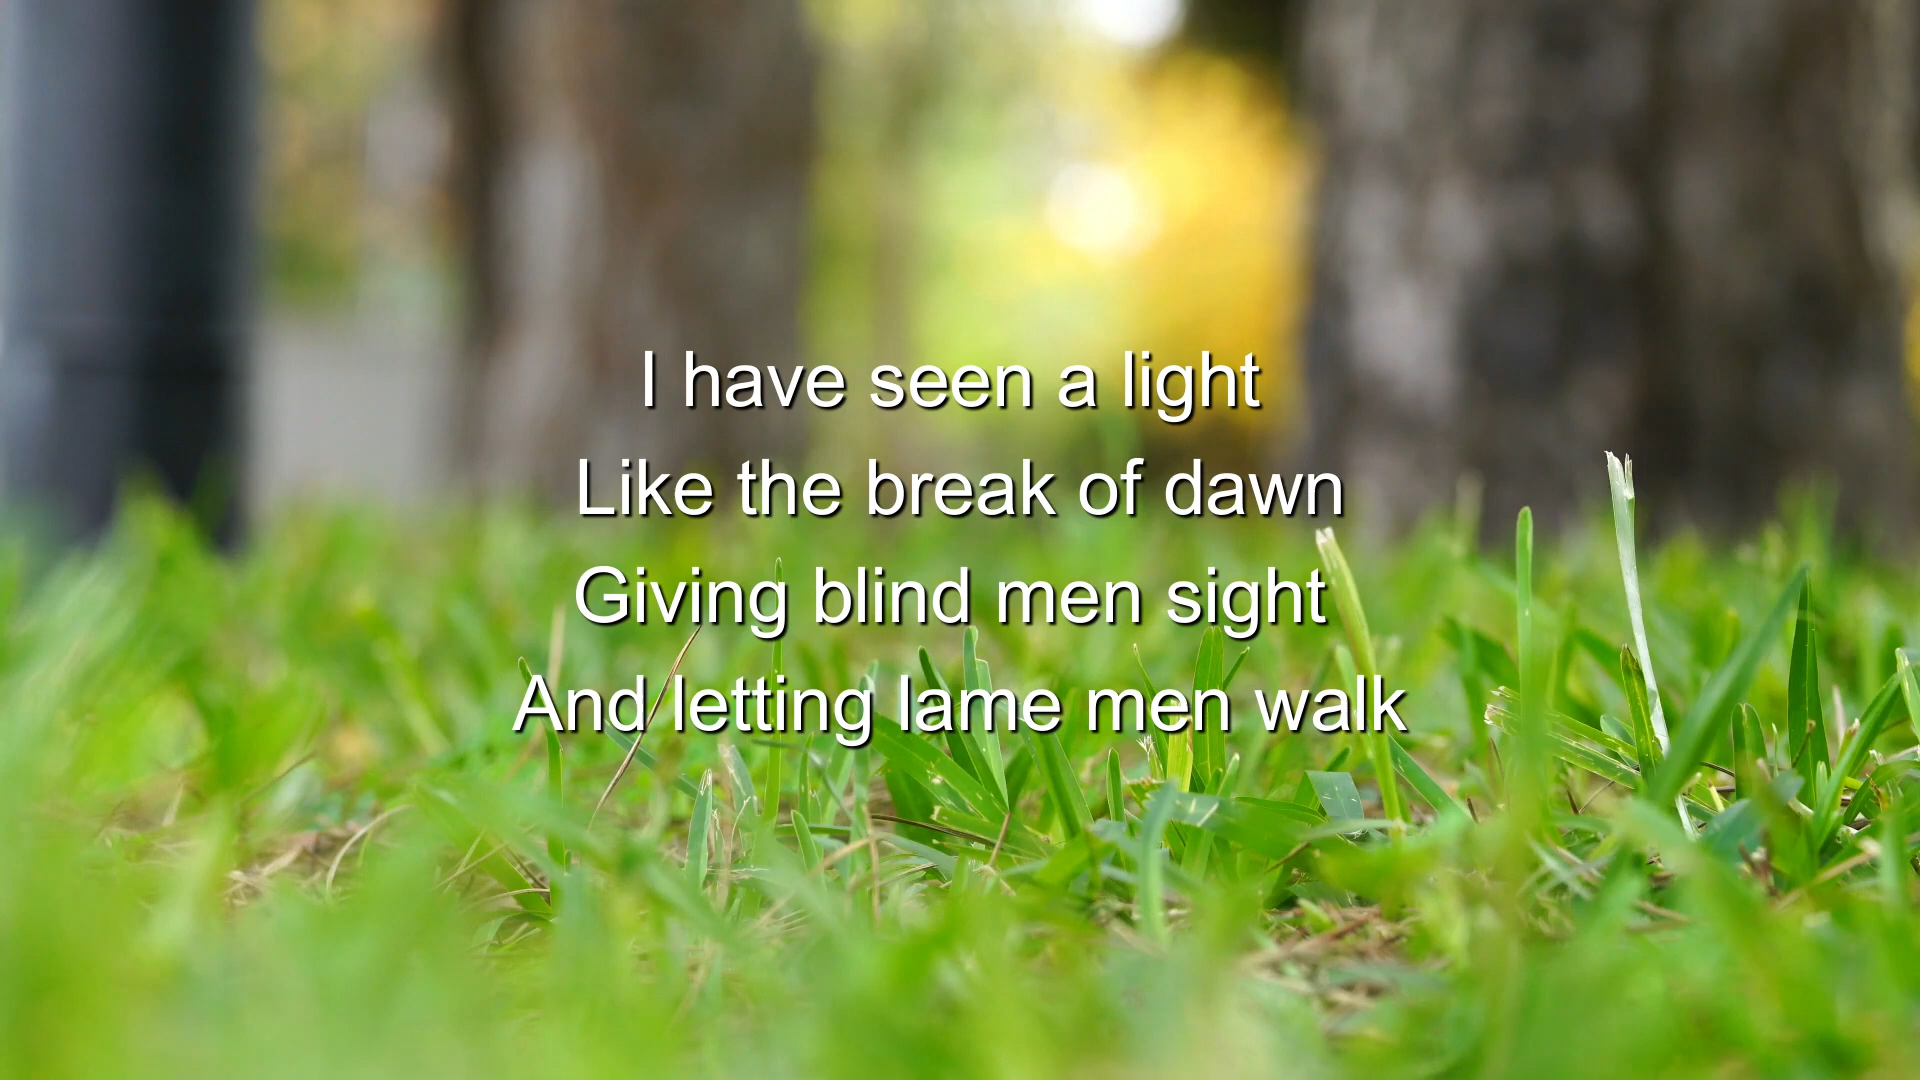 I have seen a light
Like the break of dawn
Giving blind men sight
And letting lame men walk